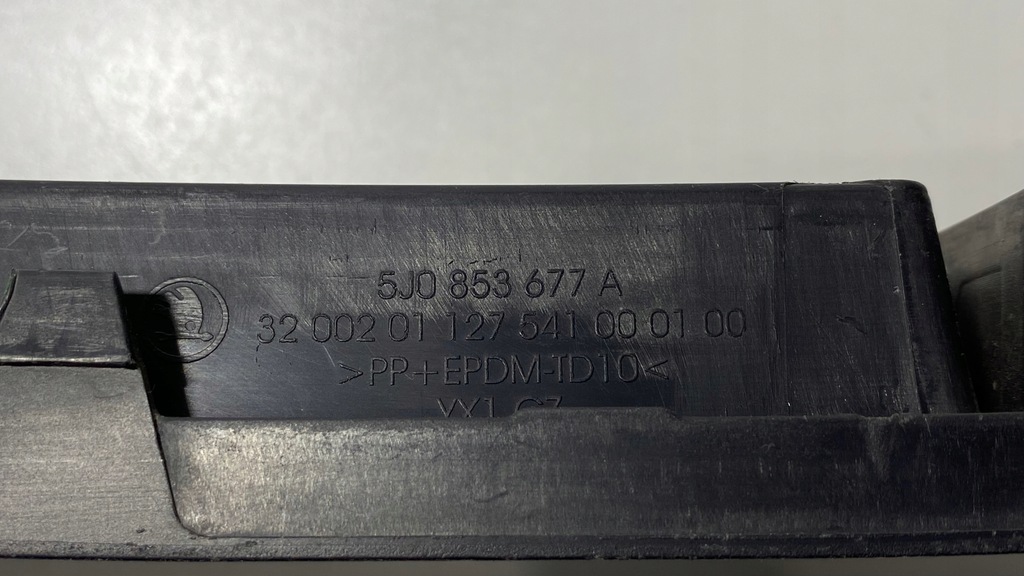 5J0 853 677 A
32 002 01 127 541 00 01 00
>PP+EPDM-TD10<